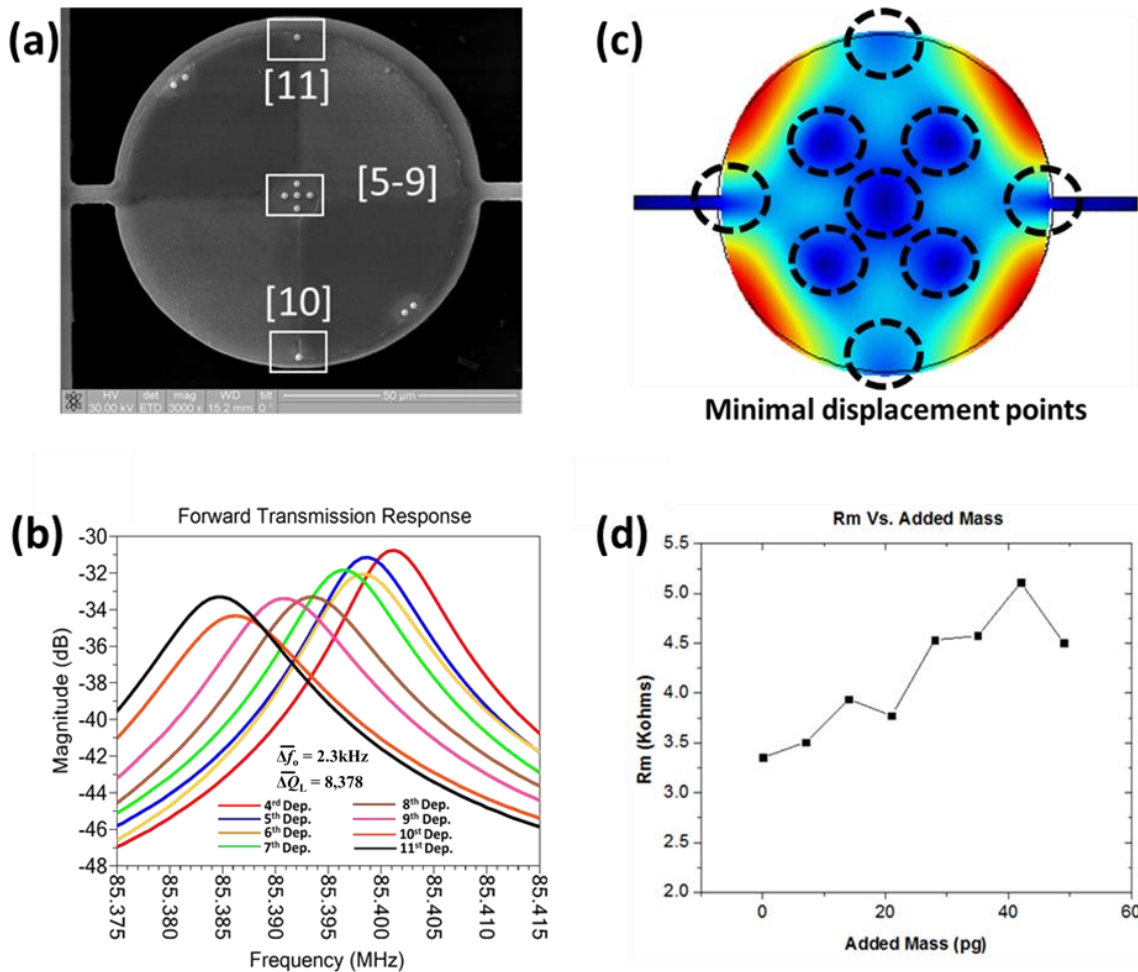 (a)
[11]
[5-9]
[10]
HV det mag WD tilt
30.00 kV ETD 3000 x 15.2 mm 0° 50 µm
(c)
Minimal displacement points
(b)
Forward Transmission Response
Magnitude (dB)
-30
-32
-34
-36
-38
-40
-42
-44
-46
-48
Δf₀ = 2.3kHz
ΔQL = 8,378
4rd Dep. 8th Dep.
5th Dep. 9th Dep.
6th Dep. 10st Dep.
7th Dep. 11st Dep.
85.375
85.380
85.385
85.390
85.395
85.400
85.405
85.410
85.415
Frequency (MHz)
(d)
Rm Vs. Added Mass
Rm (Kohms)
5.5
5.0
4.5
4.0
3.5
3.0
2.5
2.0
0 20 40 60
Added Mass (pg)